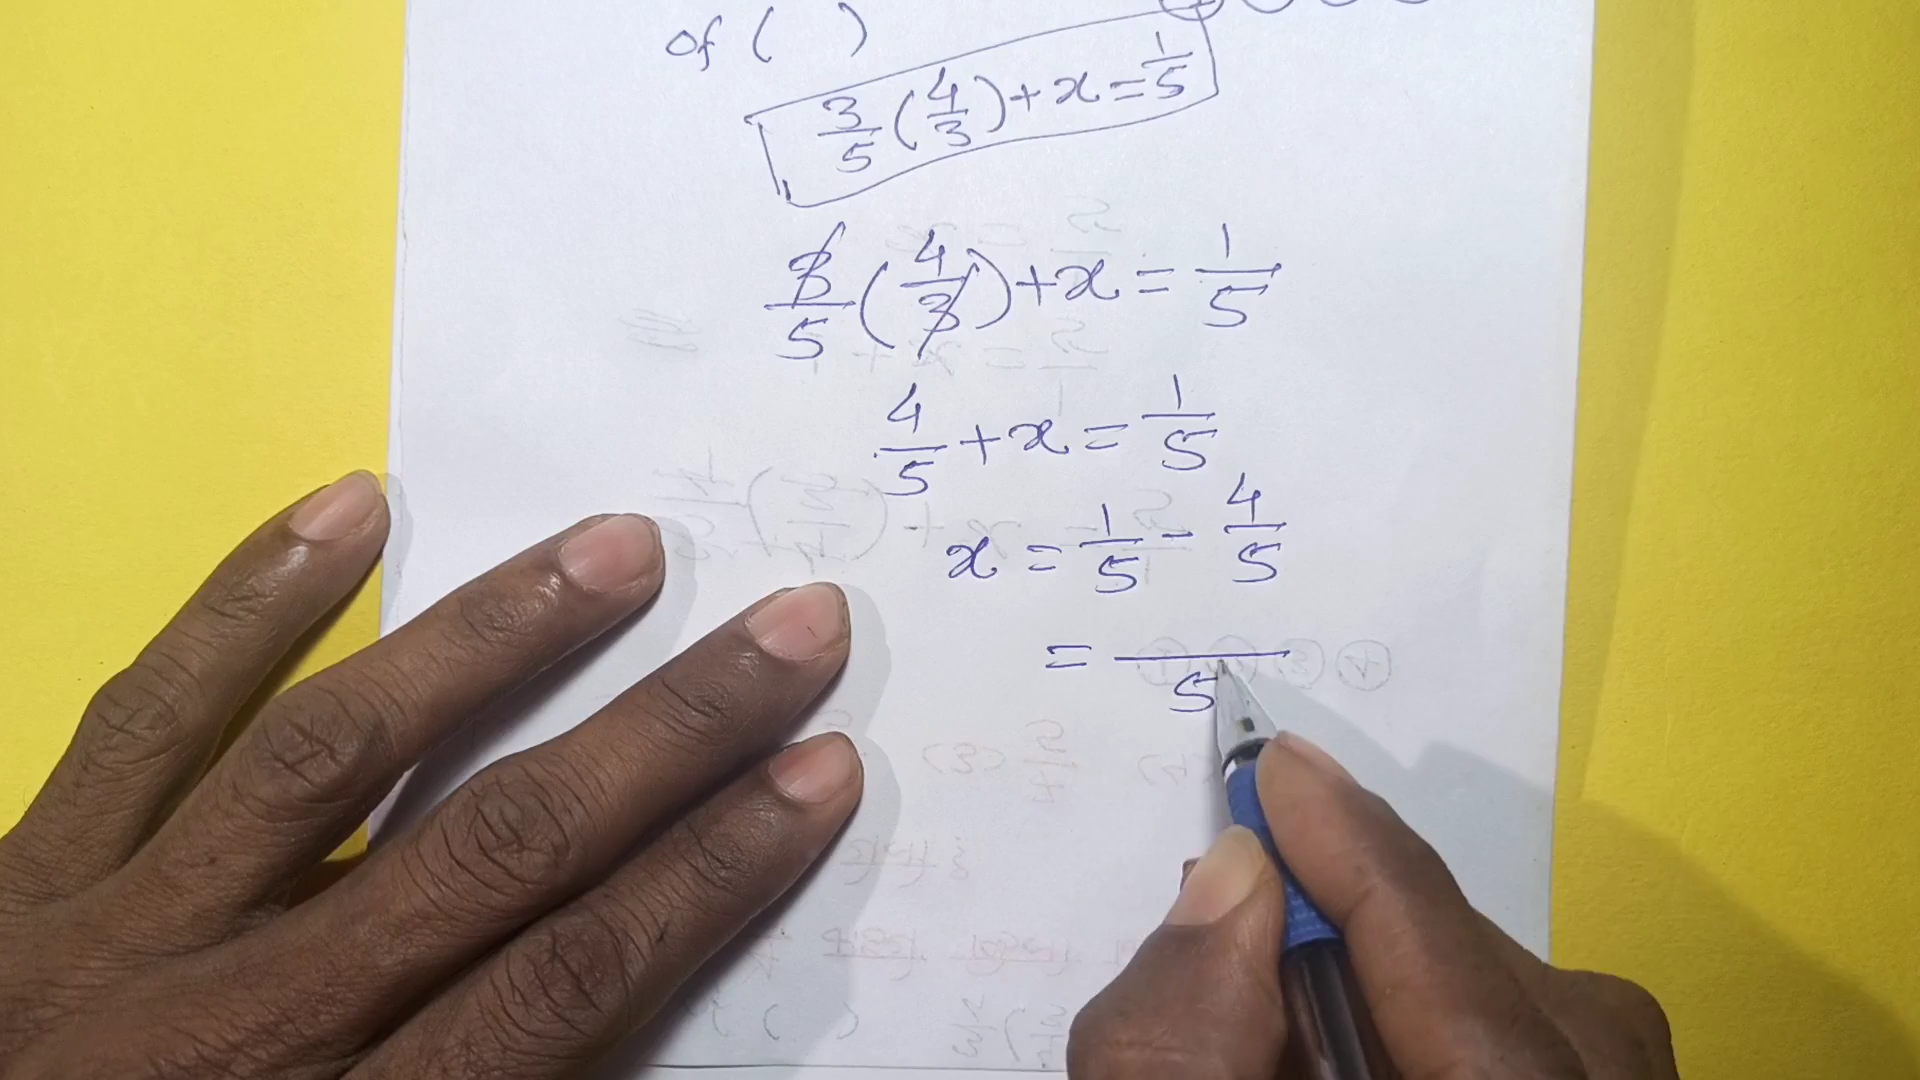 of ( )
3/5 (4/3) + x = 1/5
3/5 (4/3) + x = 1/5
4/5 + x = 1/5
x = 1/5 - 4/5
= /5